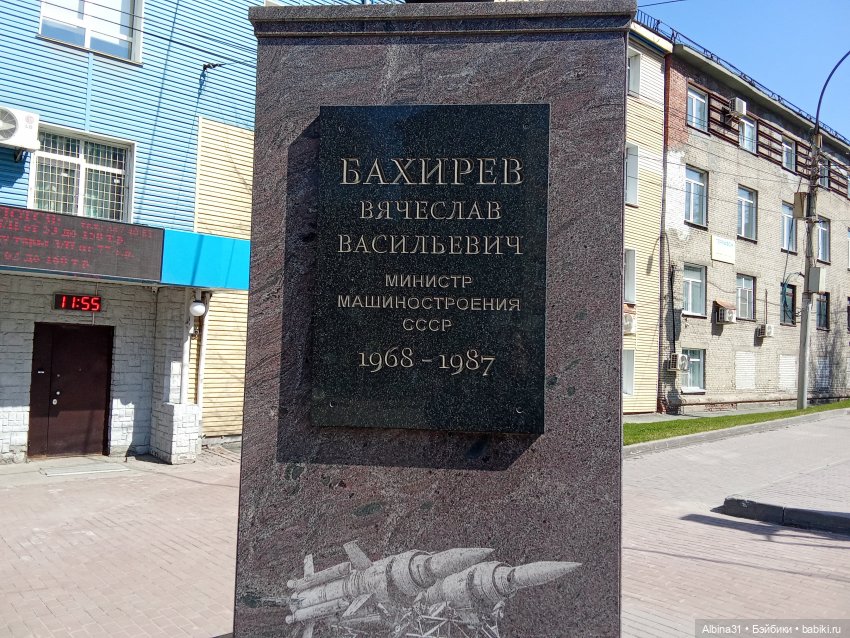 БАХИРЕВ
ВЯЧЕСЛАВ
ВАСИЛЬЕВИЧ
МИНИСТР
МАШИНОСТРОЕНИЯ
СССР
1968 - 1987
11:55
Albina31 • Бэйбики • babiki.ru